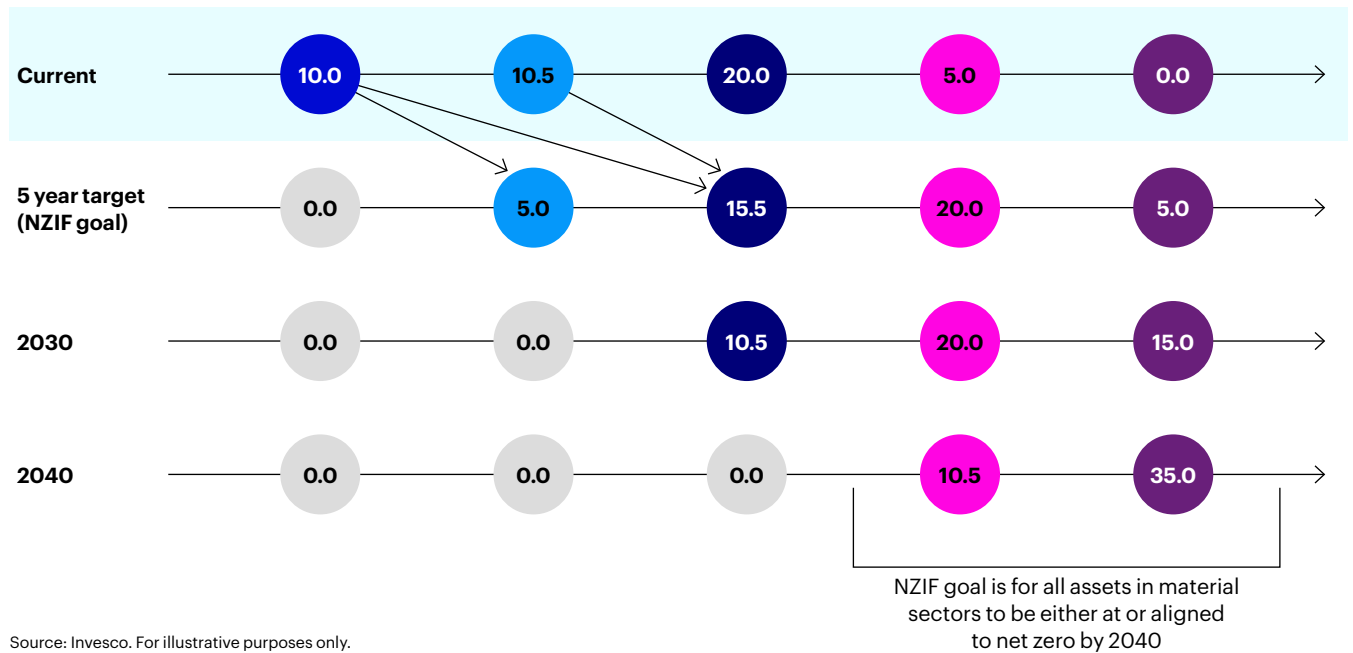 Current 10.0 10.5 20.0 5.0 0.0
5 year target
(NZIF goal) 0.0 5.0 15.5 20.0 5.0
2030 0.0 0.0 10.5 20.0 15.0
2040 0.0 0.0 0.0 10.5 35.0
NZIF goal is for all assets in material
sectors to be either at or aligned
to net zero by 2040
Source: Invesco. For illustrative purposes only.